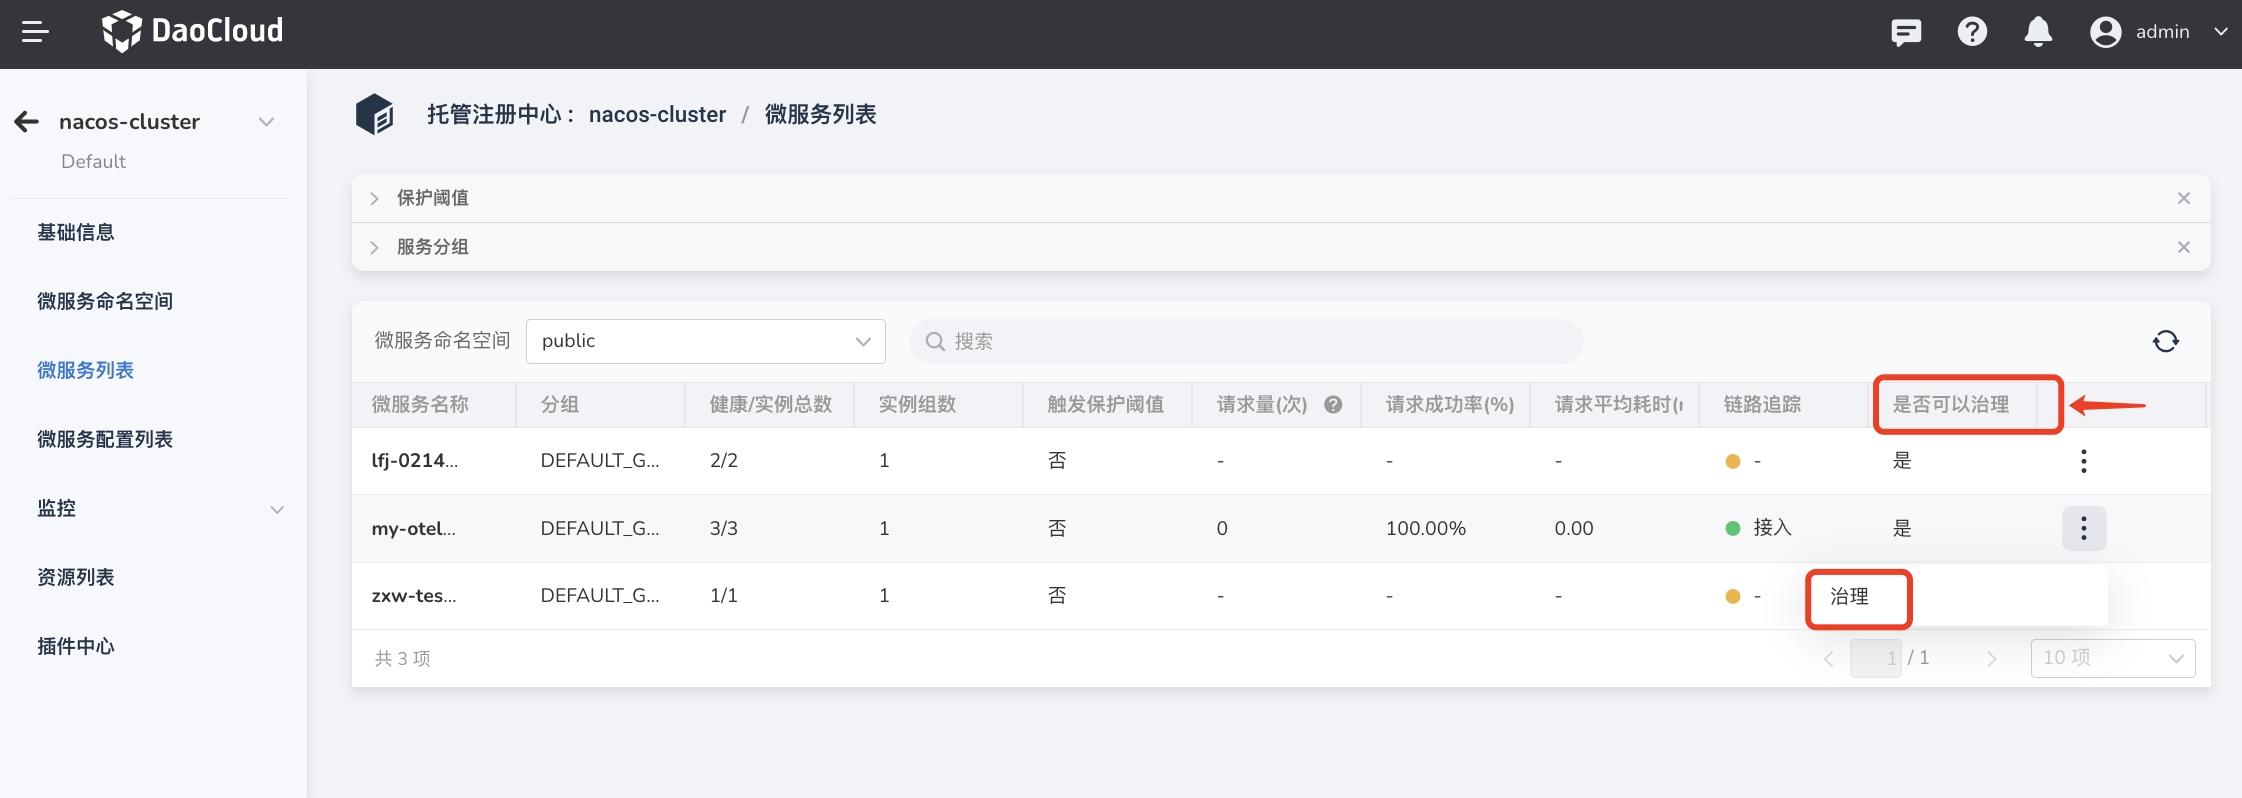 DaoCloud
admin
nacos-cluster
Default
基础信息
微服务命名空间
微服务列表
微服务配置列表
监控
资源列表
插件中心
托管注册中心： nacos-cluster / 微服务列表
保护阈值
服务分组
微服务命名空间 public 搜索
微服务名称 分组 健康/实例总数 实例组数 触发保护阈值 请求量(次) 请求成功率(%) 请求平均耗时( 链路追踪 是否可以治理
lfj-0214... DEFAULT_G... 2/2 1 否 - - - - 是
my-otel... DEFAULT_G... 3/3 1 否 0 100.00% 0.00 接入 是
zxw-tes... DEFAULT_G... 1/1 1 否 - - - -
治理
共 3 项 1 / 1 10 项